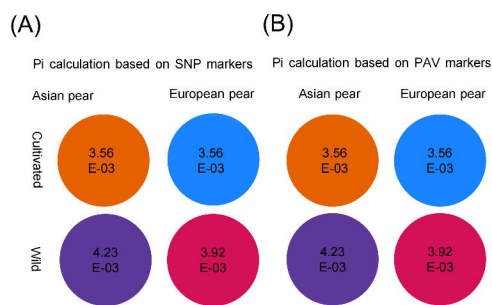 (A)
(B)
Pi calculation based on SNP markers
Pi calculation based on PAV markers
Asian pear
European pear
Asian pear
European pear
Cultivated
3.56
E-03
3.56
E-03
3.56
E-03
3.56
E-03
Wild
4.23
E-03
3.92
E-03
4.23
E-03
3.92
E-03